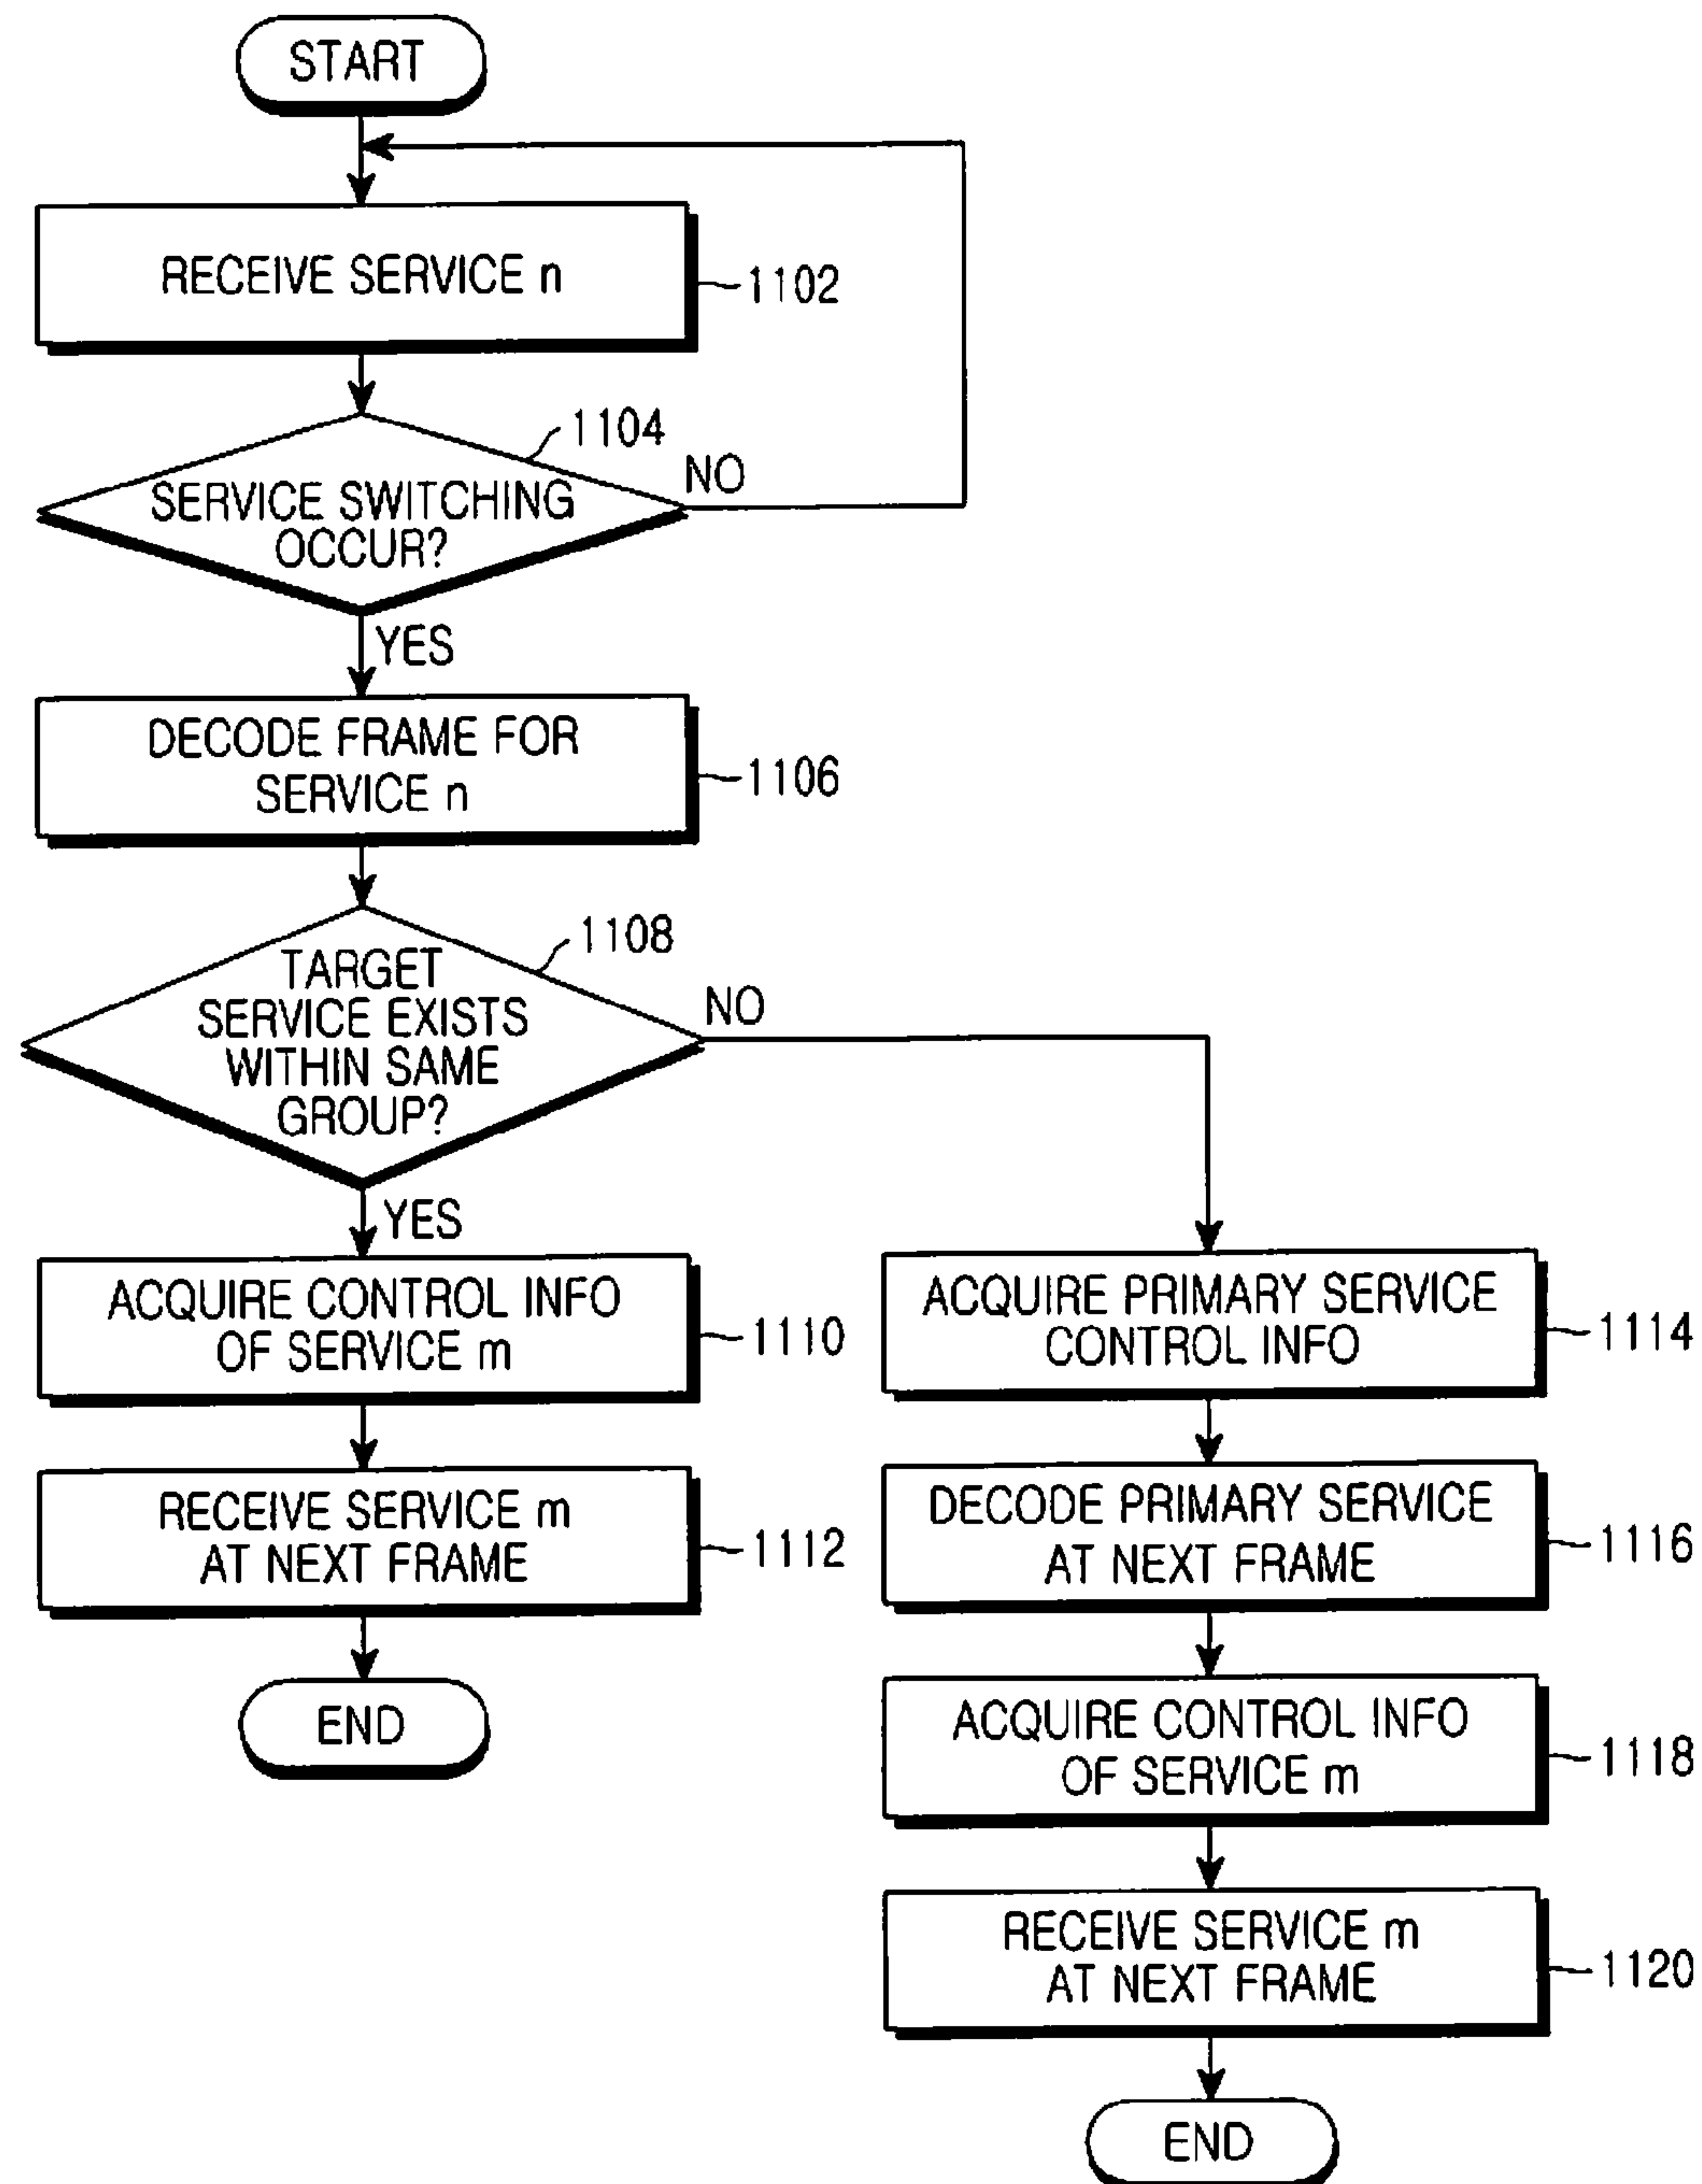 START
RECEIVE SERVICE n
1102
1104
SERVICE SWITCHING
OCCUR?
NO
YES
DECODE FRAME FOR
SERVICE n
1106
1108
TARGET
SERVICE EXISTS
WITHIN SAME
GROUP?
NO
YES
ACQUIRE CONTROL INFO
OF SERVICE m
1110
RECEIVE SERVICE m
AT NEXT FRAME
1112
END
ACQUIRE PRIMARY SERVICE
CONTROL INFO
1114
DECODE PRIMARY SERVICE
AT NEXT FRAME
1116
ACQUIRE CONTROL INFO
OF SERVICE m
1118
RECEIVE SERVICE m
AT NEXT FRAME
1120
END